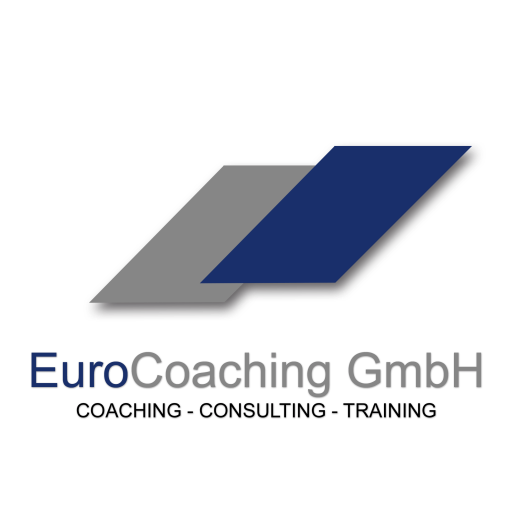 EuroCoaching GmbH
COACHING - CONSULTING - TRAINING